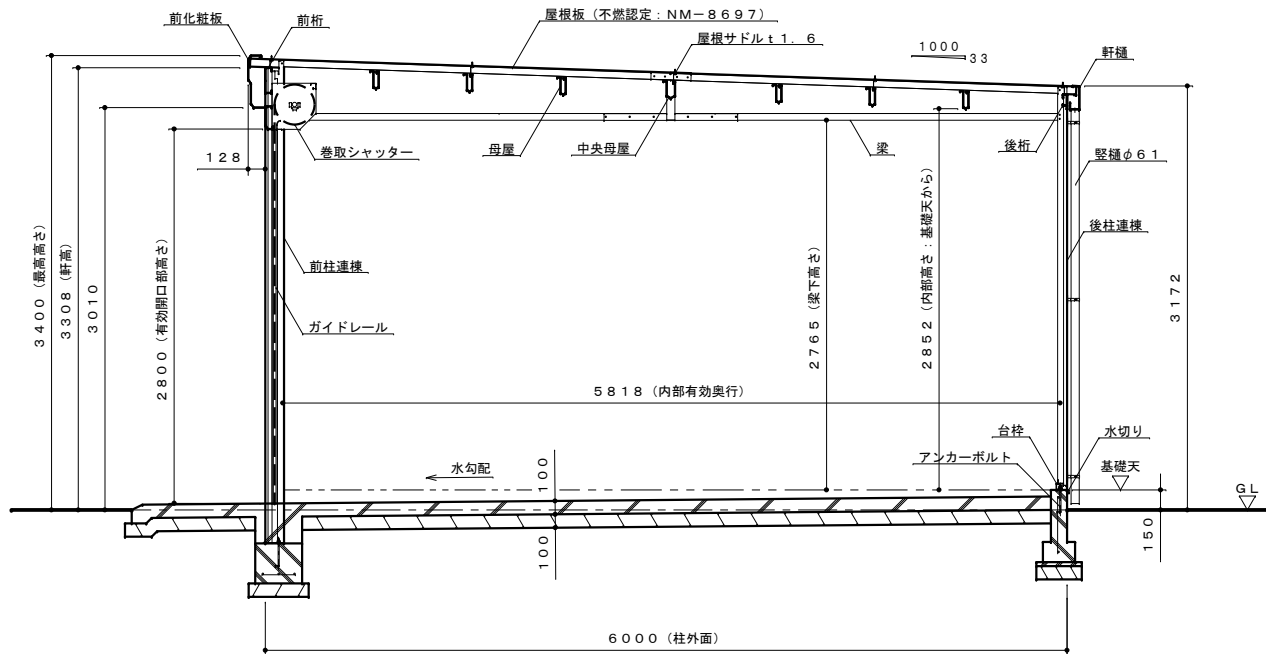 前化粧板
前桁
屋根板（不燃認定：ＮＭ－８６９７）
屋根サドルｔ１．６
１０００
３３
軒樋
巻取シャッター
母屋
中央母屋
梁
後桁
竪樋φ６１
１２８
３４００（最高高さ）
３３０８（軒高）
３０１０
２８００（有効開口部高さ）
前柱連棟
ガイドレール
２７６５（梁下高さ）
２８５２（内部高さ：基礎天から）
後柱連棟
３１７２
５８１８（内部有効奥行）
台枠
水切り
アンカーボルト
基礎天
水勾配
１００
ＧＬ
１００
１５０
６０００（柱外面）